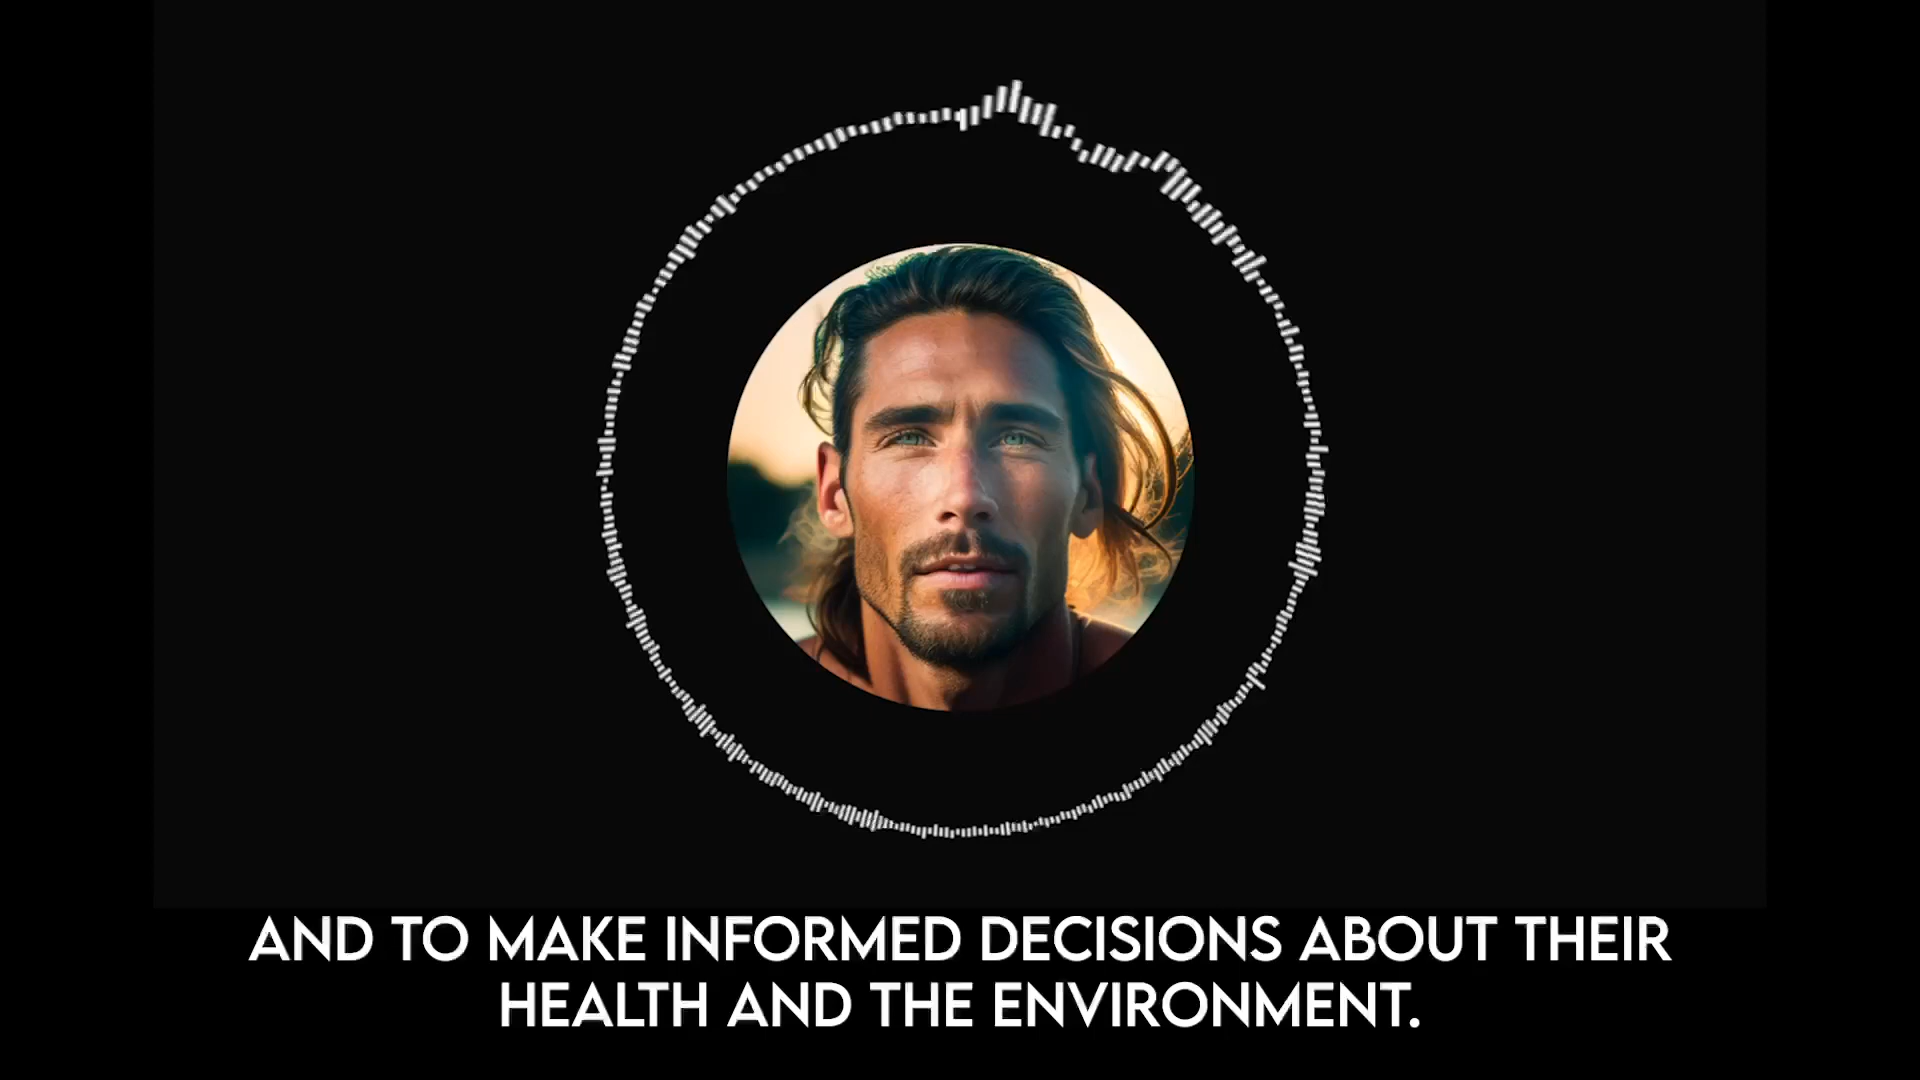 AND TO MAKE INFORMED DECISIONS ABOUT THEIR
HEALTH AND THE ENVIRONMENT.